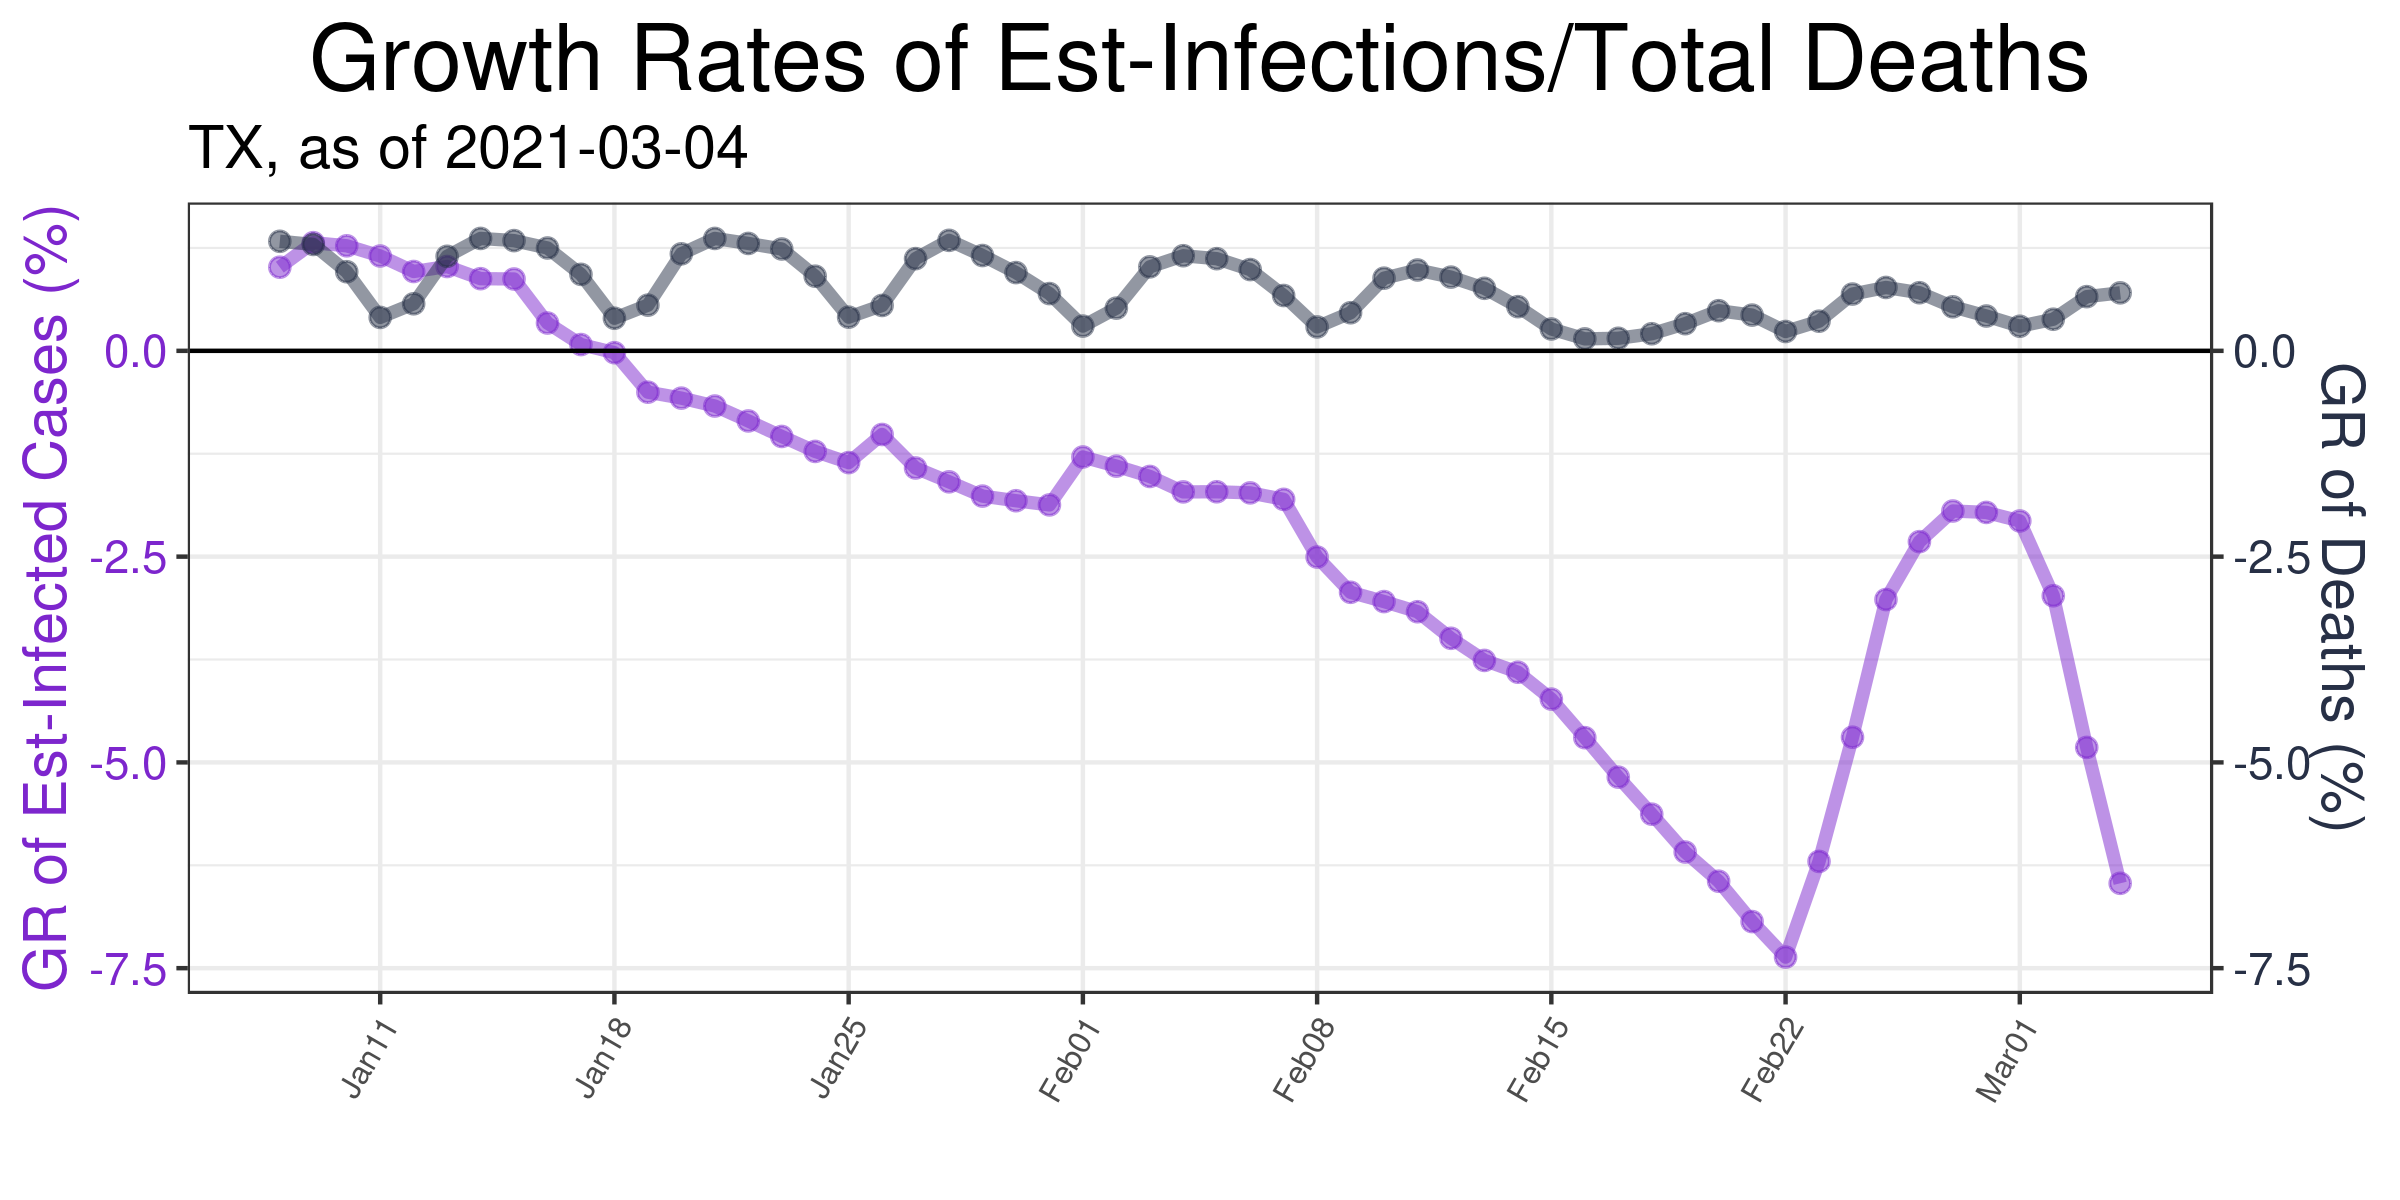 Growth Rates of Est-Infections/Total Deaths
TX, as of 2021-03-04
GR of Est-Infected Cases (%)
0.0
-2.5
-5.0
-7.5
0.0
-2.5
-5.0
-7.5
GR of Deaths (%)
Jan11
Jan18
Jan25
Feb01
Feb08
Feb15
Feb22
Mar01